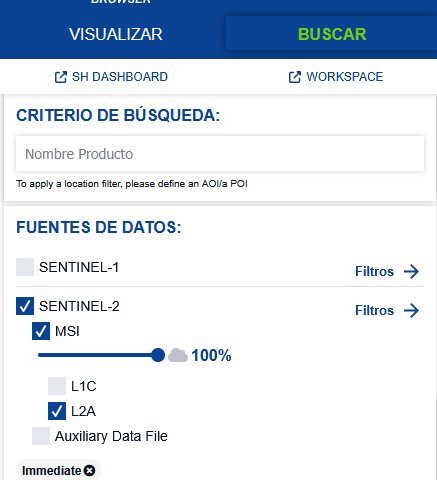 BROWSER
VISUALIZAR
BUSCAR
SH DASHBOARD
WORKSPACE
CRITERIO DE BÚSQUEDA:
Nombre Producto
To apply a location filter, please define an AOI/a POI
FUENTES DE DATOS:
SENTINEL-1
Filtros
SENTINEL-2
Filtros
MSI
100%
L1C
L2A
Auxiliary Data File
Immediate